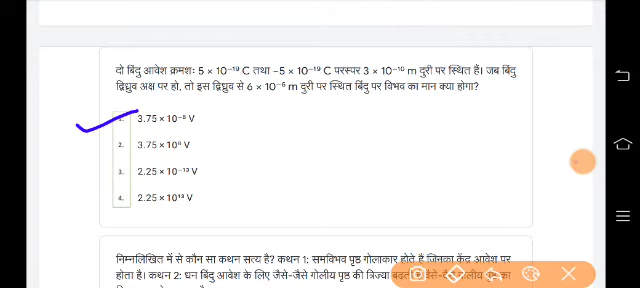 दो बिंदु आवेश क्रमशः 5 × 10⁻¹⁹ C तथा −5 × 10⁻¹⁹ C परस्पर 3 × 10⁻¹⁰ m दुरी पर स्थित हैं। जब बिंदु
द्विध्रुव अक्ष पर हो, तो इस द्विध्रुव से 6 × 10⁻⁶ m दुरी पर स्थित बिंदु पर विभव का मान क्या होगा?
1. 3.75 × 10⁻⁸ V
2. 3.75 × 10⁸ V
3. 2.25 × 10⁻¹³ V
4. 2.25 × 10¹³ V
निम्नलिखित में से कौन सा कथन सत्य है? कथन 1: समविभव पृष्ठ गोलाकार होते हैं जिनका केंद्र आवेश पर
होता है। कथन 2: धन बिंदु आवेश के लिए जैसे-जैसे गोलीय पृष्ठ की त्रिज्या बढती है वैसे-वैसे गोलीय पृष्ठ का